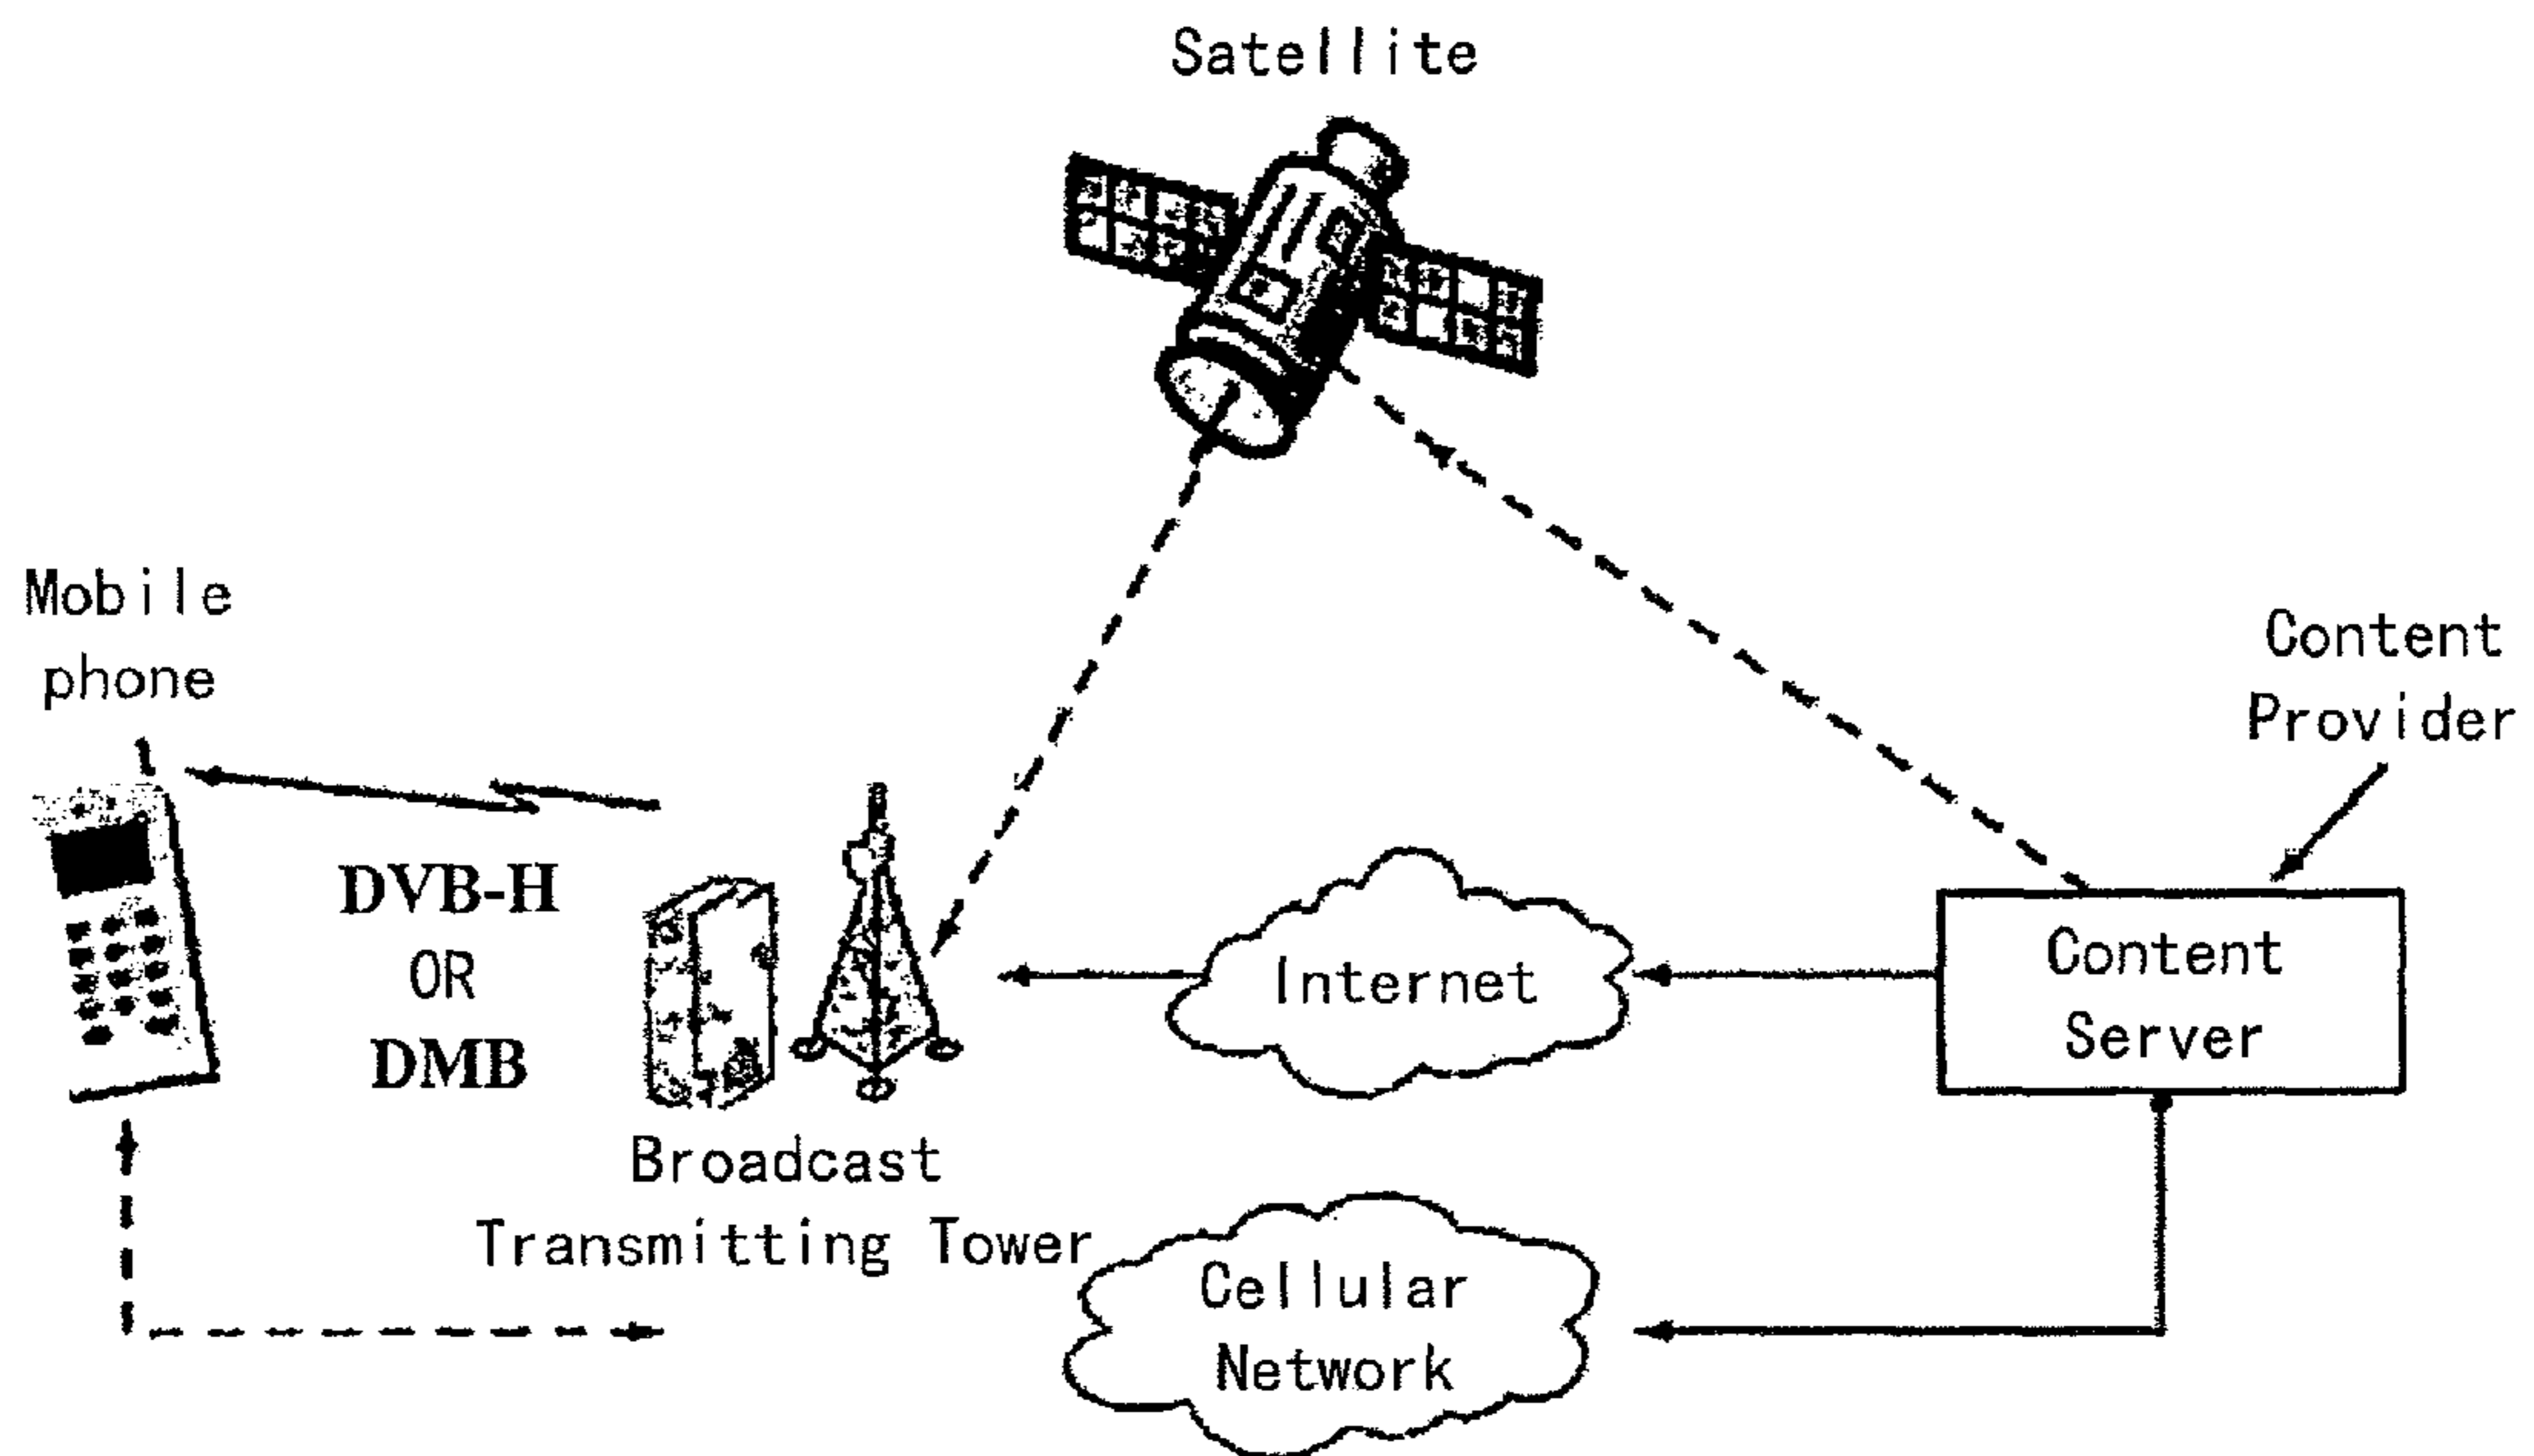 Satellite
Mobile
phone
Content
Provider
DVB-H
OR
DMB
Internet
Content
Server
Broadcast
Transmitting Tower
Cellular
Network